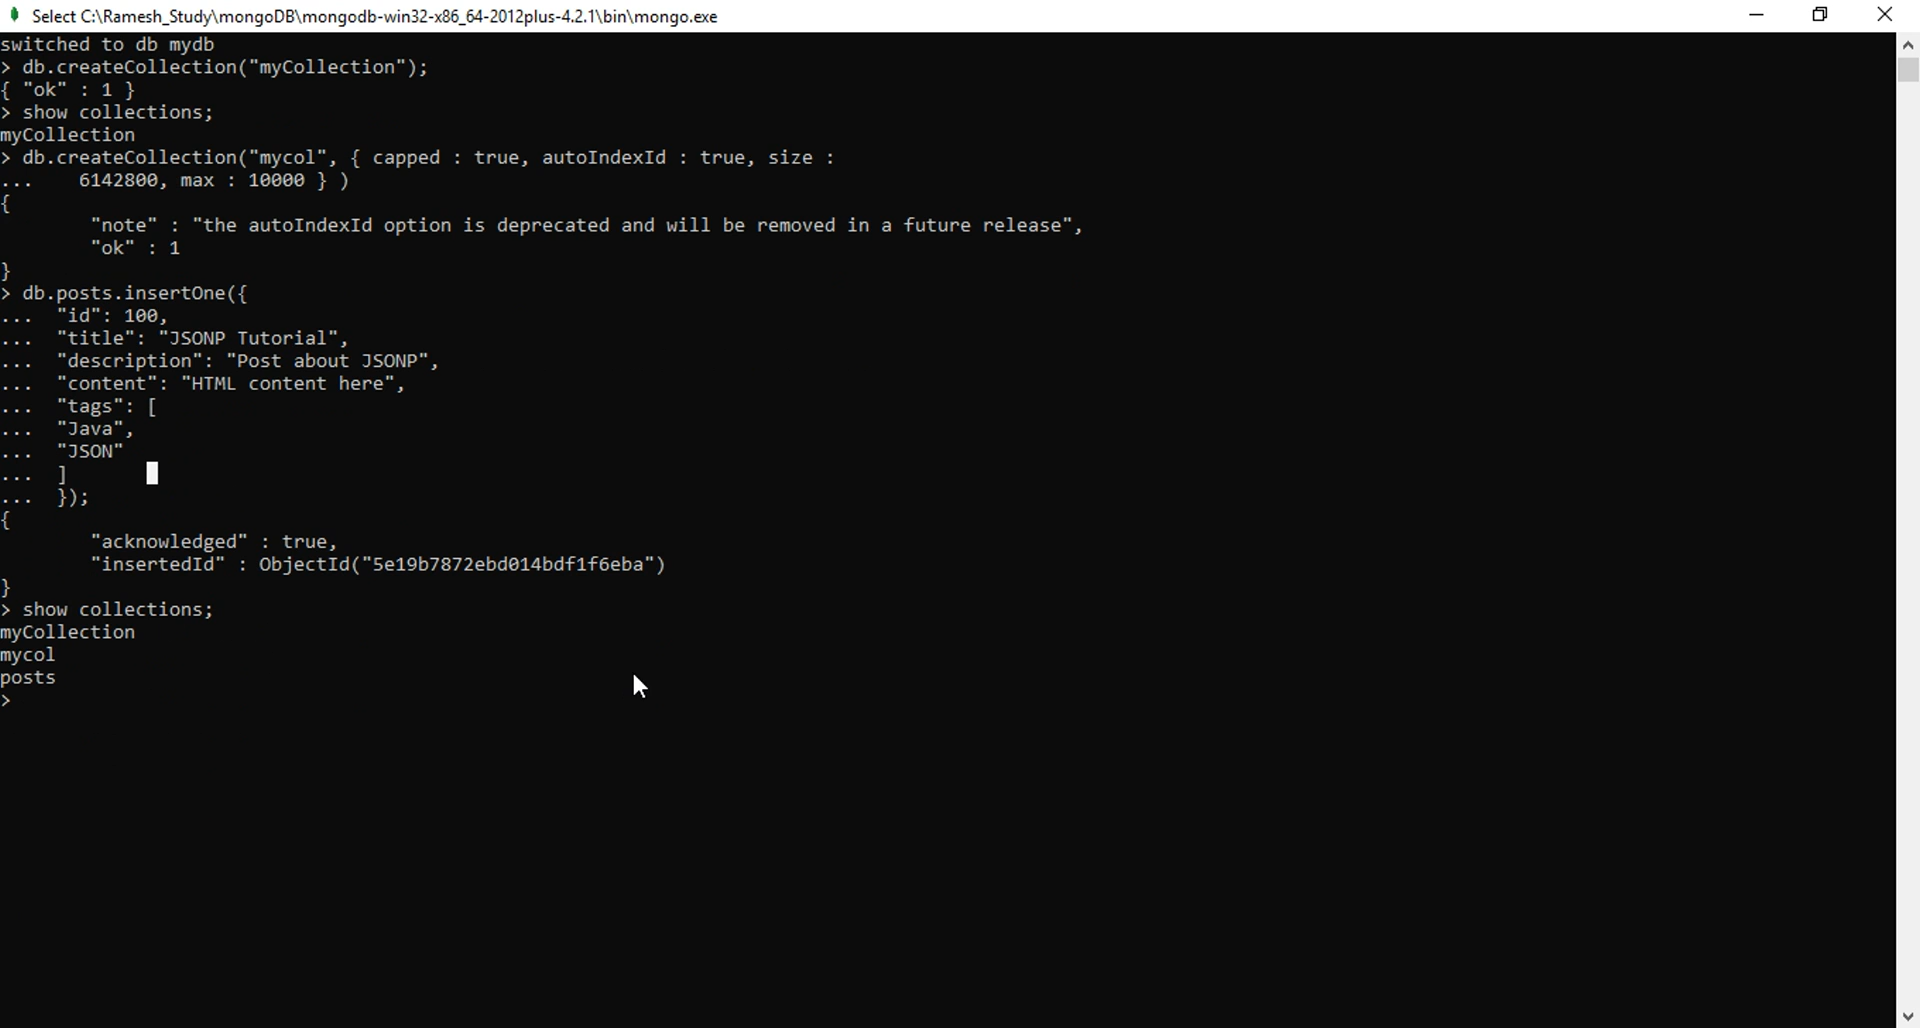 Select C:\Ramesh_Study\mongoDB\mongodb-win32-x86_64-2012plus-4.2.1\bin\mongo.exe
switched to db mydb
> db.createCollection("myCollection");
{ "ok" : 1 }
> show collections;
myCollection
> db.createCollection("mycol", { capped : true, autoIndexId : true, size :
...    6142800, max : 10000 } )
{
        "note" : "the autoIndexId option is deprecated and will be removed in a future release",
        "ok" : 1
}
> db.posts.insertOne({
...  "id": 100,
...  "title": "JSONP Tutorial",
...  "description": "Post about JSONP",
...  "content": "HTML content here",
...  "tags": [
...  "Java",
...  "JSON"
...  ]
...  });
{
        "acknowledged" : true,
        "insertedId" : ObjectId("5e19b7872ebd014bdf1f6eba")
}
> show collections;
myCollection
mycol
posts
>